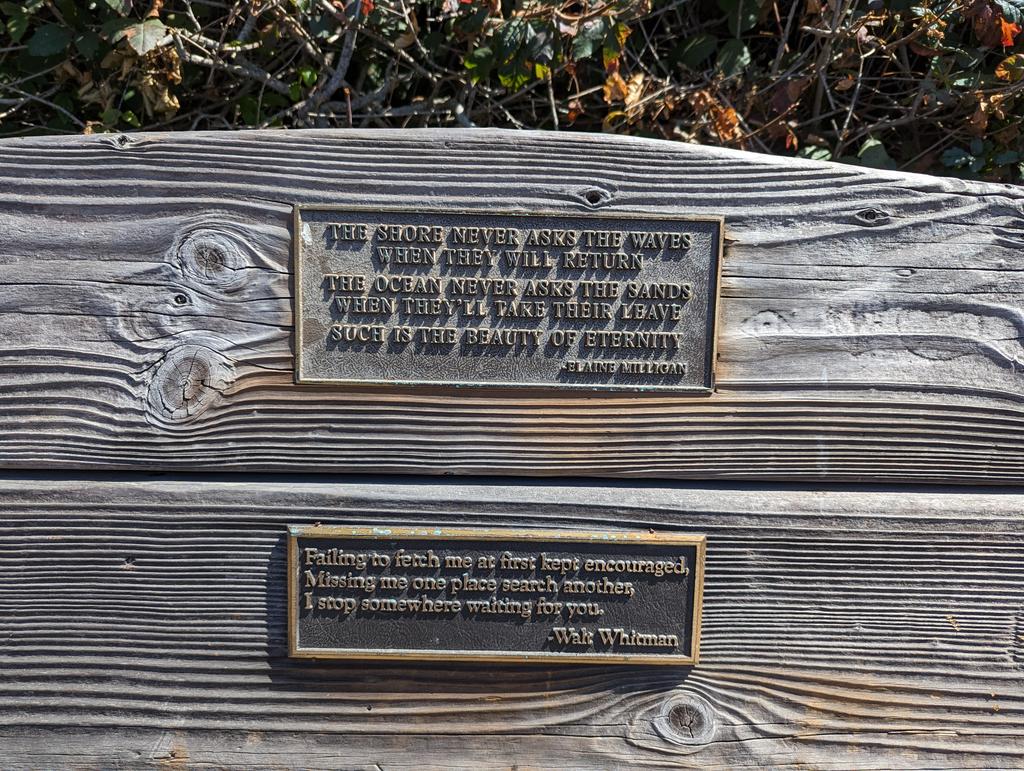 THE SHORE NEVER ASKS THE WAVES
WHEN THEY WILL RETURN
THE OCEAN NEVER ASKS THE SANDS
WHEN THEY'LL TAKE THEIR LEAVE
SUCH IS THE BEAUTY OF ETERNITY
-ELAINE MILLIGAN
Failing to fetch me at first kept encouraged,
Missing me one place search another,
I stop somewhere waiting for you.
-Walt Whitman